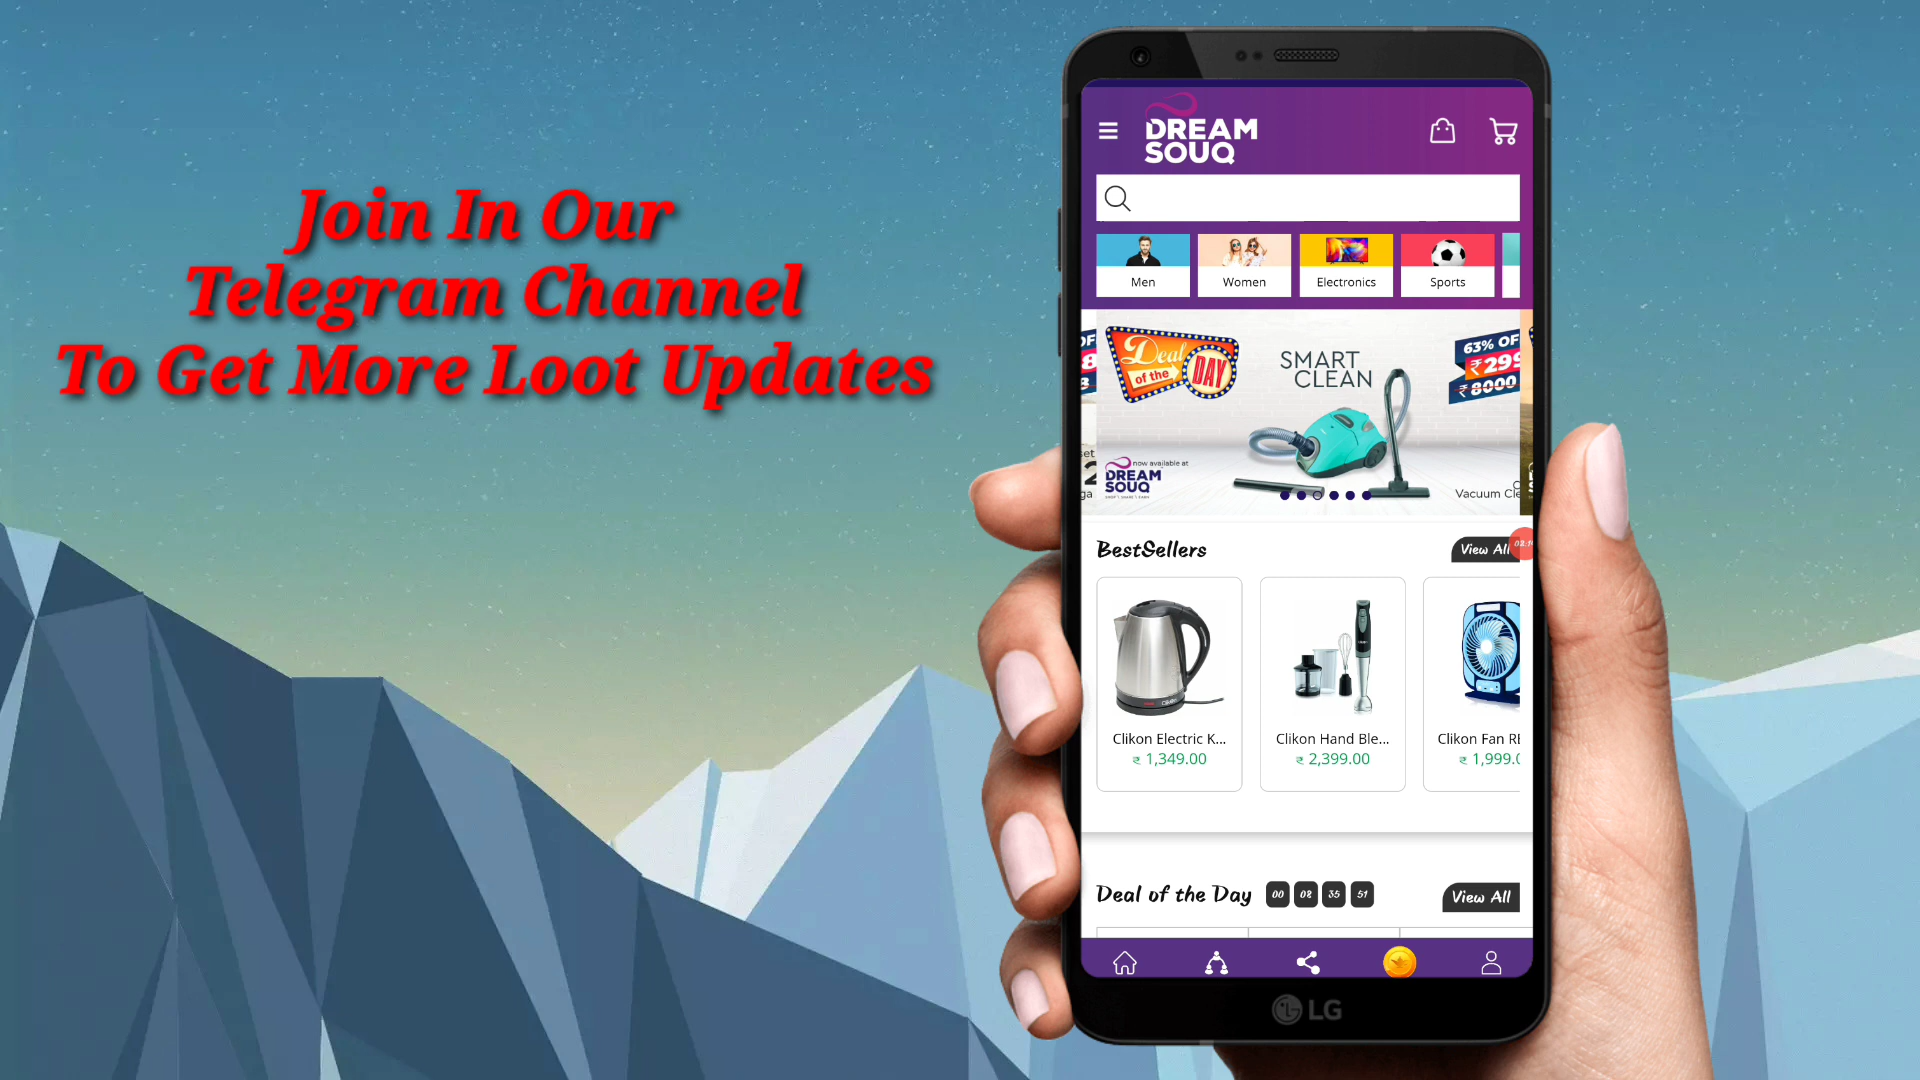 Join In Our
Telegram Channel
To Get More Loot Updates
DREAM
SOUQ
Men
Women
Electronics
Sports
Deal
of the
DAY
SMART
CLEAN
63% OF
₹299
₹8000
now available at
DREAM
SOUQ
Vacuum Cle
BestSellers
View All
Clikon Electric K...
₹ 1,349.00
Clikon Hand Ble...
₹ 2,399.00
Clikon Fan RE
₹ 1,999.0
Deal of the Day
00 08 35 51
View All
LG